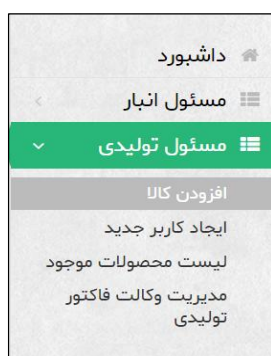 داشبورد
مسئول انبار
مسئول تولیدی
افزودن کالا
ایجاد کاربر جدید
لیست محصولات موجود
مدیریت وکالت فاکتور
تولیدی